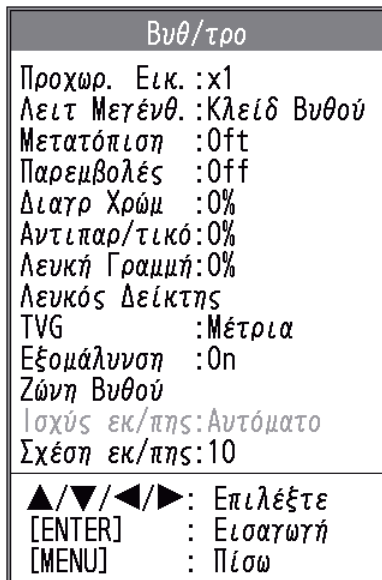 Βυθ/τρο
Προχωρ. Εικ.:x1
Λειτ Μεγένθ.:Κλείδ Βυθού
Μετατόπιση :0ft
Παρεμβολές :Off
Διαγρ Χρώμ :0%
Αντιπαρ/τικό:0%
Λευκή Γραμμή:0%
Λευκός Δείκτης
TVG :Μέτρια
Εξομάλυνση :On
Ζώνη Βυθού
Ισχύς εκ/πης:Αυτόματο
Σχέση εκ/πης:10
▲/▼/◀/▶: Επιλέξτε
[ENTER] : Εισαγωγή
[MENU] : Πίσω